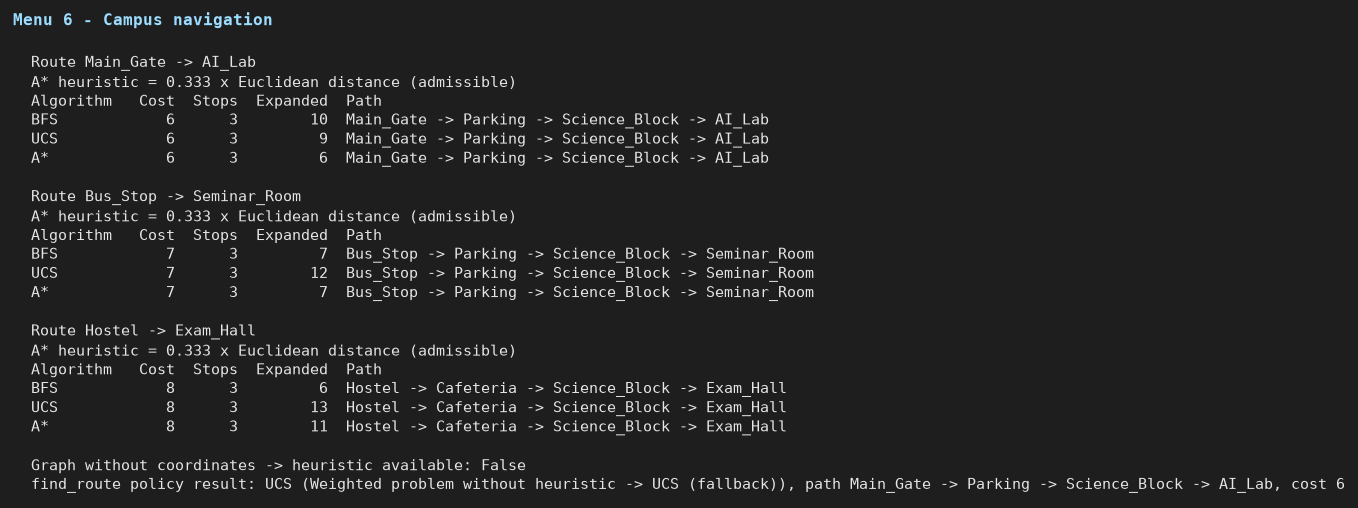 Menu 6 - Campus navigation
Route Main_Gate -> AI_Lab
A* heuristic = 0.333 x Euclidean distance (admissible)
Algorithm   Cost  Stops  Expanded  Path
BFS            6      3        10  Main_Gate -> Parking -> Science_Block -> AI_Lab
UCS            6      3         9  Main_Gate -> Parking -> Science_Block -> AI_Lab
A*             6      3         6  Main_Gate -> Parking -> Science_Block -> AI_Lab
Route Bus_Stop -> Seminar_Room
A* heuristic = 0.333 x Euclidean distance (admissible)
Algorithm   Cost  Stops  Expanded  Path
BFS            7      3         7  Bus_Stop -> Parking -> Science_Block -> Seminar_Room
UCS            7      3        12  Bus_Stop -> Parking -> Science_Block -> Seminar_Room
A*             7      3         7  Bus_Stop -> Parking -> Science_Block -> Seminar_Room
Route Hostel -> Exam_Hall
A* heuristic = 0.333 x Euclidean distance (admissible)
Algorithm   Cost  Stops  Expanded  Path
BFS            8      3         6  Hostel -> Cafeteria -> Science_Block -> Exam_Hall
UCS            8      3        13  Hostel -> Cafeteria -> Science_Block -> Exam_Hall
A*             8      3        11  Hostel -> Cafeteria -> Science_Block -> Exam_Hall
Graph without coordinates -> heuristic available: False
find_route policy result: UCS (Weighted problem without heuristic -> UCS (fallback)), path Main_Gate -> Parking -> Science_Block -> AI_Lab, cost 6